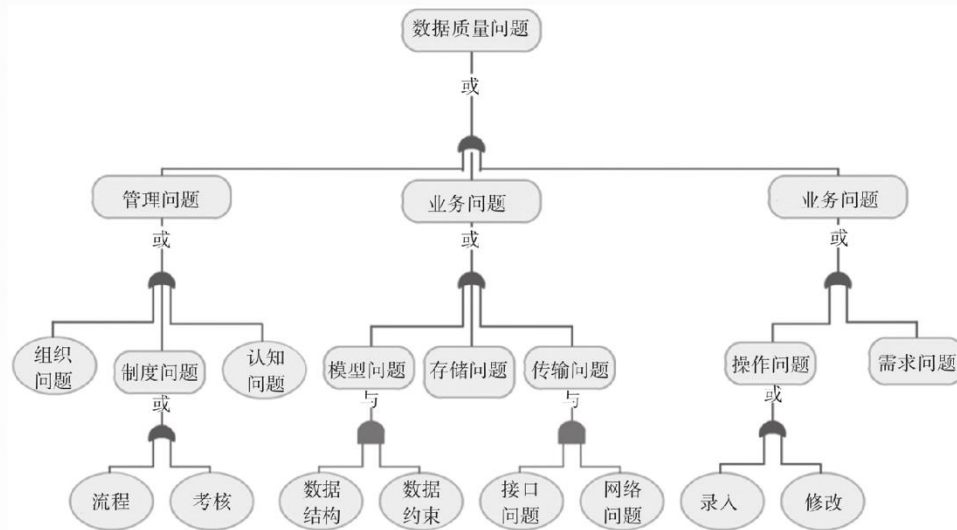 数据质量问题
或
管理问题
业务问题
业务问题
或
或
或
组织
问题
制度问题
认知
问题
模型问题
存储问题
传输问题
操作问题
需求问题
或
与
与
或
流程
考核
数据
结构
数据
约束
接口
问题
网络
问题
录入
修改